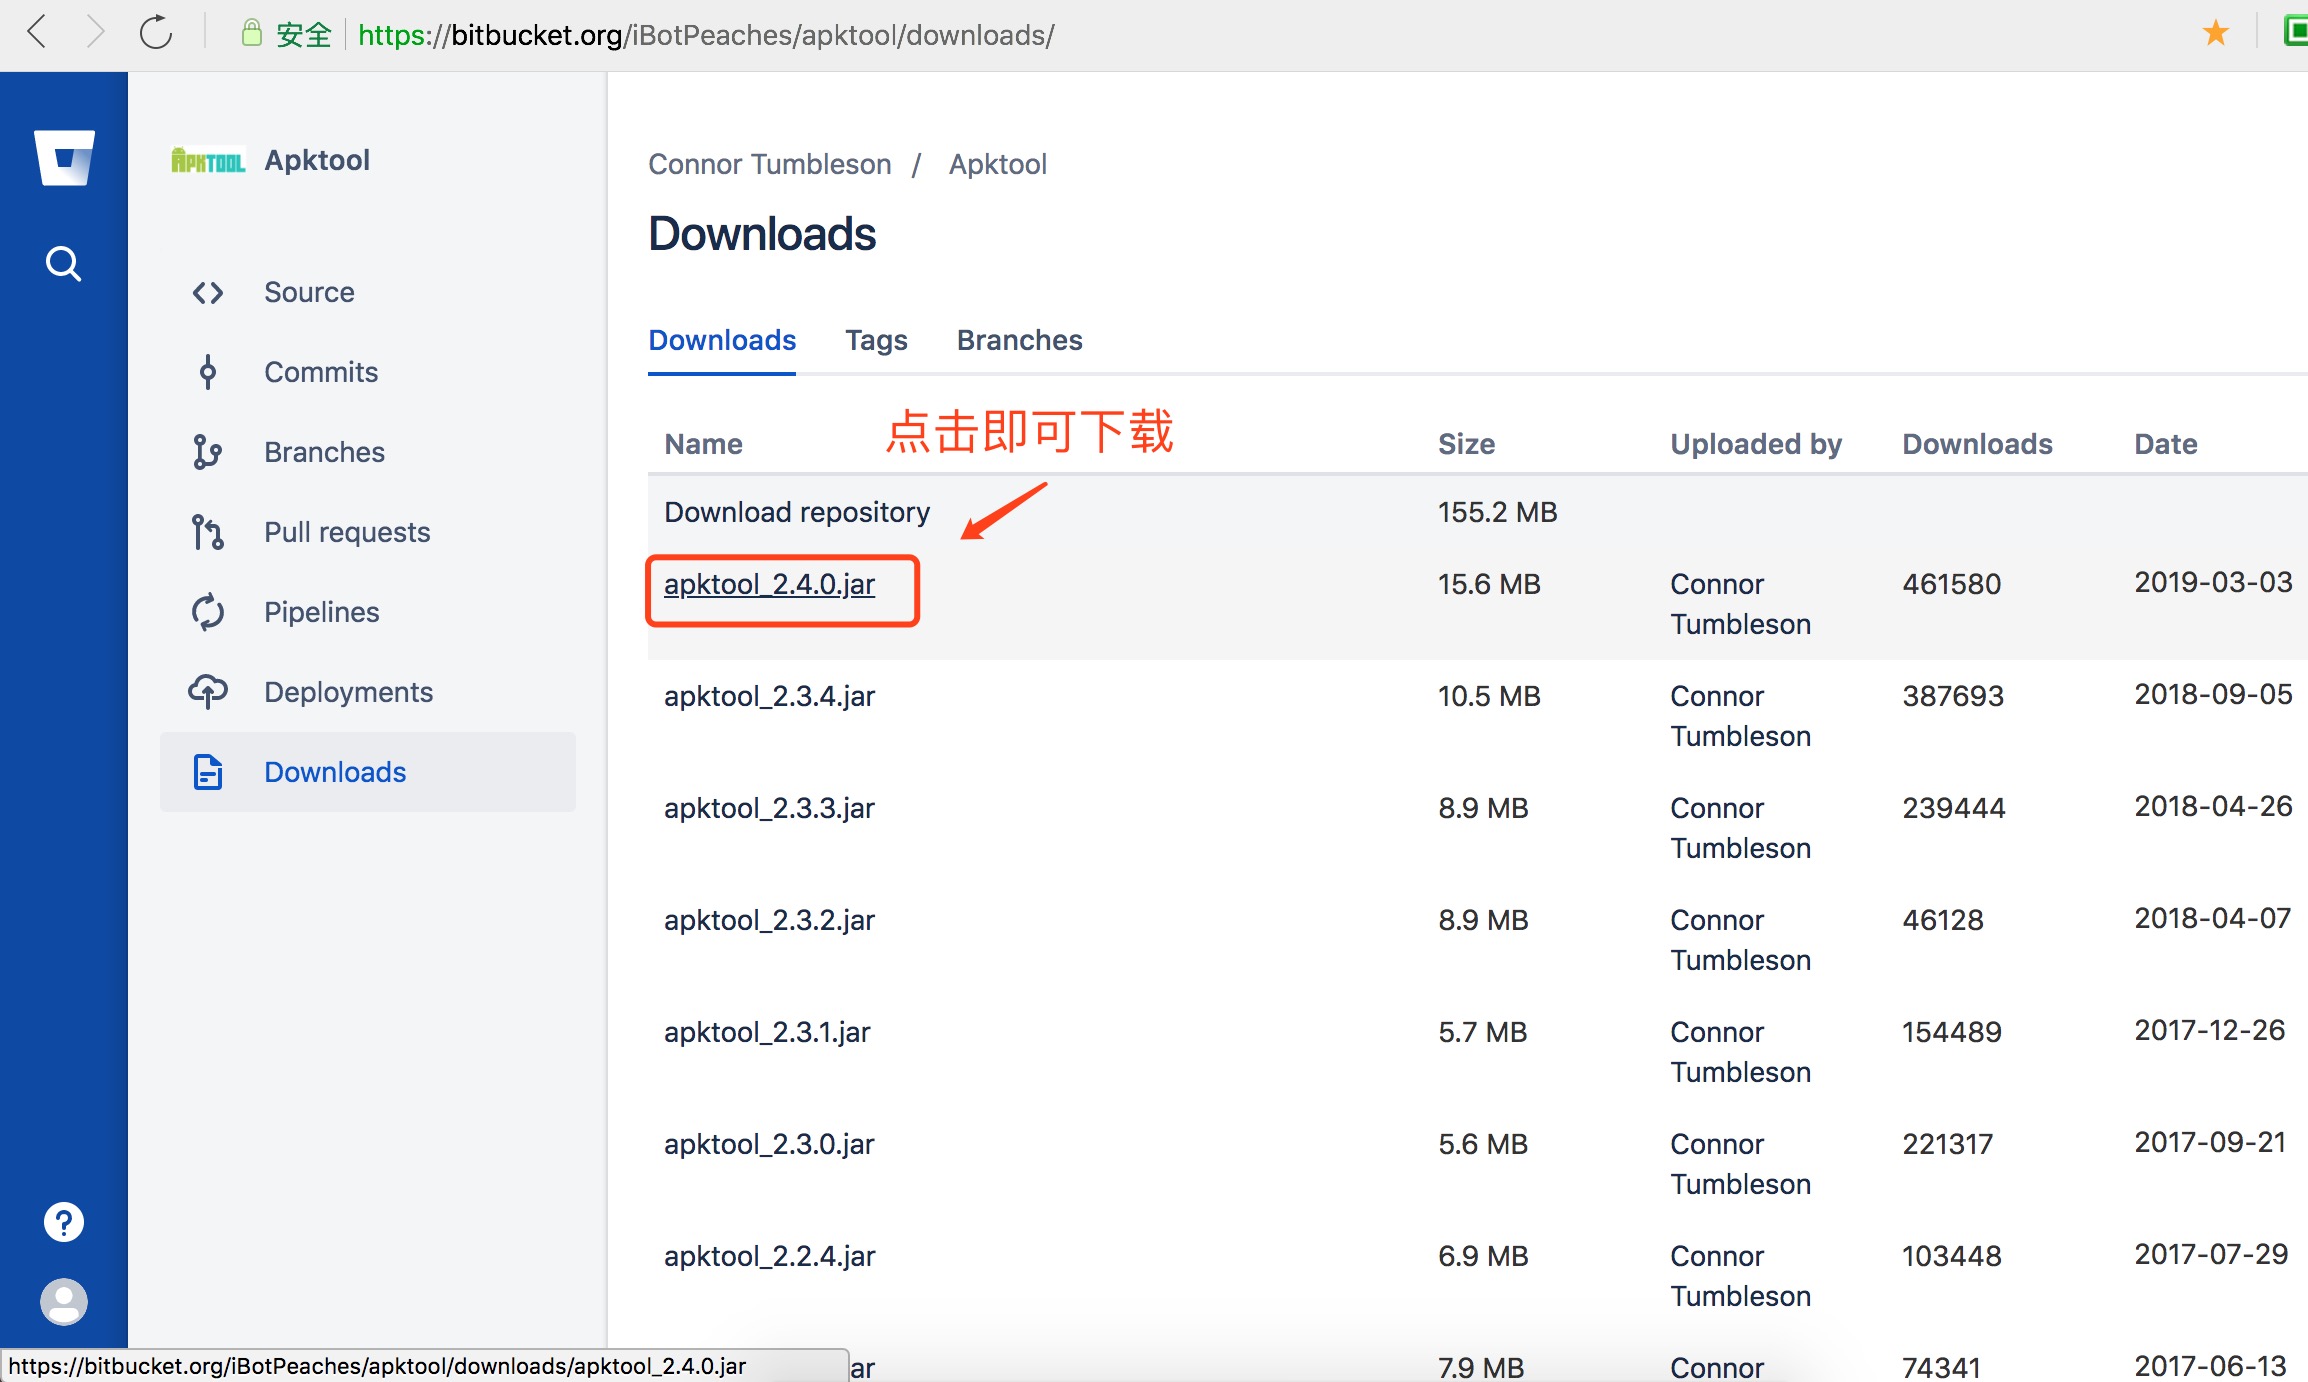 安全 https://bitbucket.org/iBotPeaches/apktool/downloads/
APKTOOL Apktool
Source
Commits
Branches
Pull requests
Pipelines
Deployments
Downloads
Connor Tumbleson / Apktool
Downloads
Downloads Tags Branches
点击即可下载
Name Size Uploaded by Downloads Date
Download repository 155.2 MB
apktool_2.4.0.jar 15.6 MB Connor Tumbleson 461580 2019-03-03
apktool_2.3.4.jar 10.5 MB Connor Tumbleson 387693 2018-09-05
apktool_2.3.3.jar 8.9 MB Connor Tumbleson 239444 2018-04-26
apktool_2.3.2.jar 8.9 MB Connor Tumbleson 46128 2018-04-07
apktool_2.3.1.jar 5.7 MB Connor Tumbleson 154489 2017-12-26
apktool_2.3.0.jar 5.6 MB Connor Tumbleson 221317 2017-09-21
apktool_2.2.4.jar 6.9 MB Connor Tumbleson 103448 2017-07-29
ar 7.9 MB Connor 74341 2017-06-13
https://bitbucket.org/iBotPeaches/apktool/downloads/apktool_2.4.0.jar